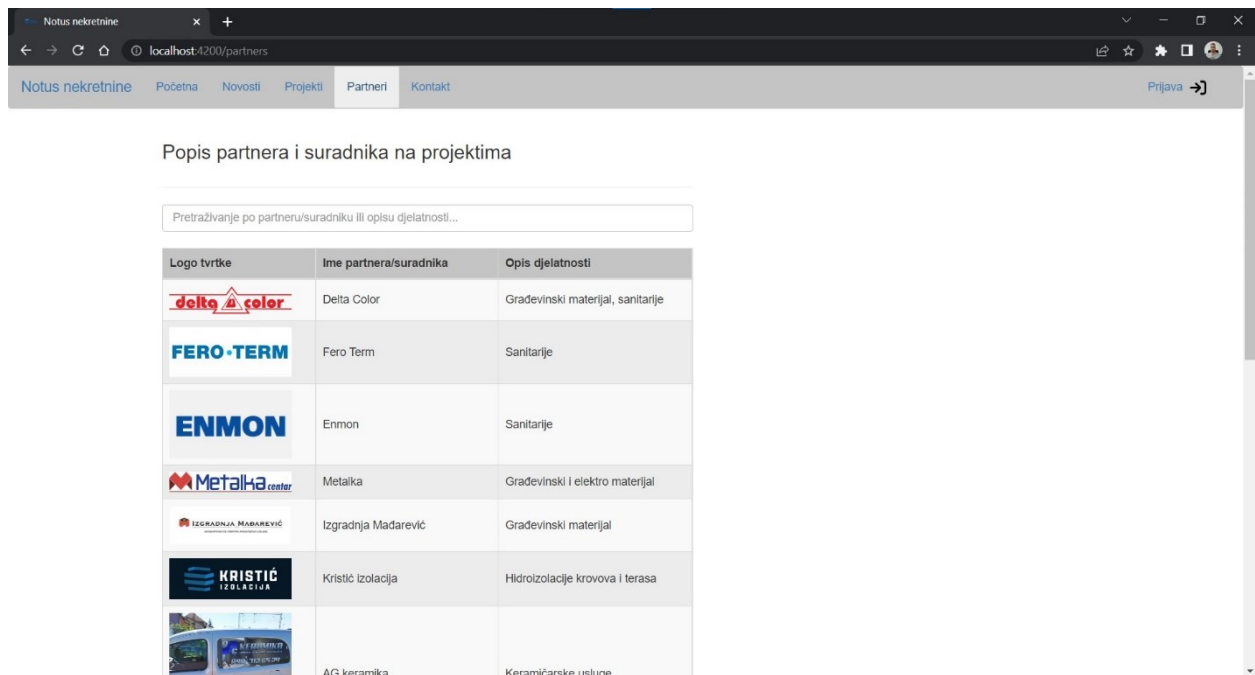 Notus nekretnine
localhost:4200/partners
Notus nekretnine Početna Novosti Projekti Partneri Kontakt Prijava
Popis partnera i suradnika na projektima
Pretraživanje po partneru/suradniku ili opisu djelatnosti...
Logo tvrtke Ime partnera/suradnika Opis djelatnosti
delta color Delta Color Građevinski materijal, sanitarije
FERO·TERM Fero Term Sanitarije
ENMON Enmon Sanitarije
Metalka centar Metalka Građevinski i elektro materijal
IZGRADNJA MAĐAREVIĆ Izgradnja Mađarević Građevinski materijal
KRISTIĆ
IZOLACIJA Kristić izolacija Hidroizolacije krovova i terasa
KERAMIKA
AG keramika Keramičarske usluge